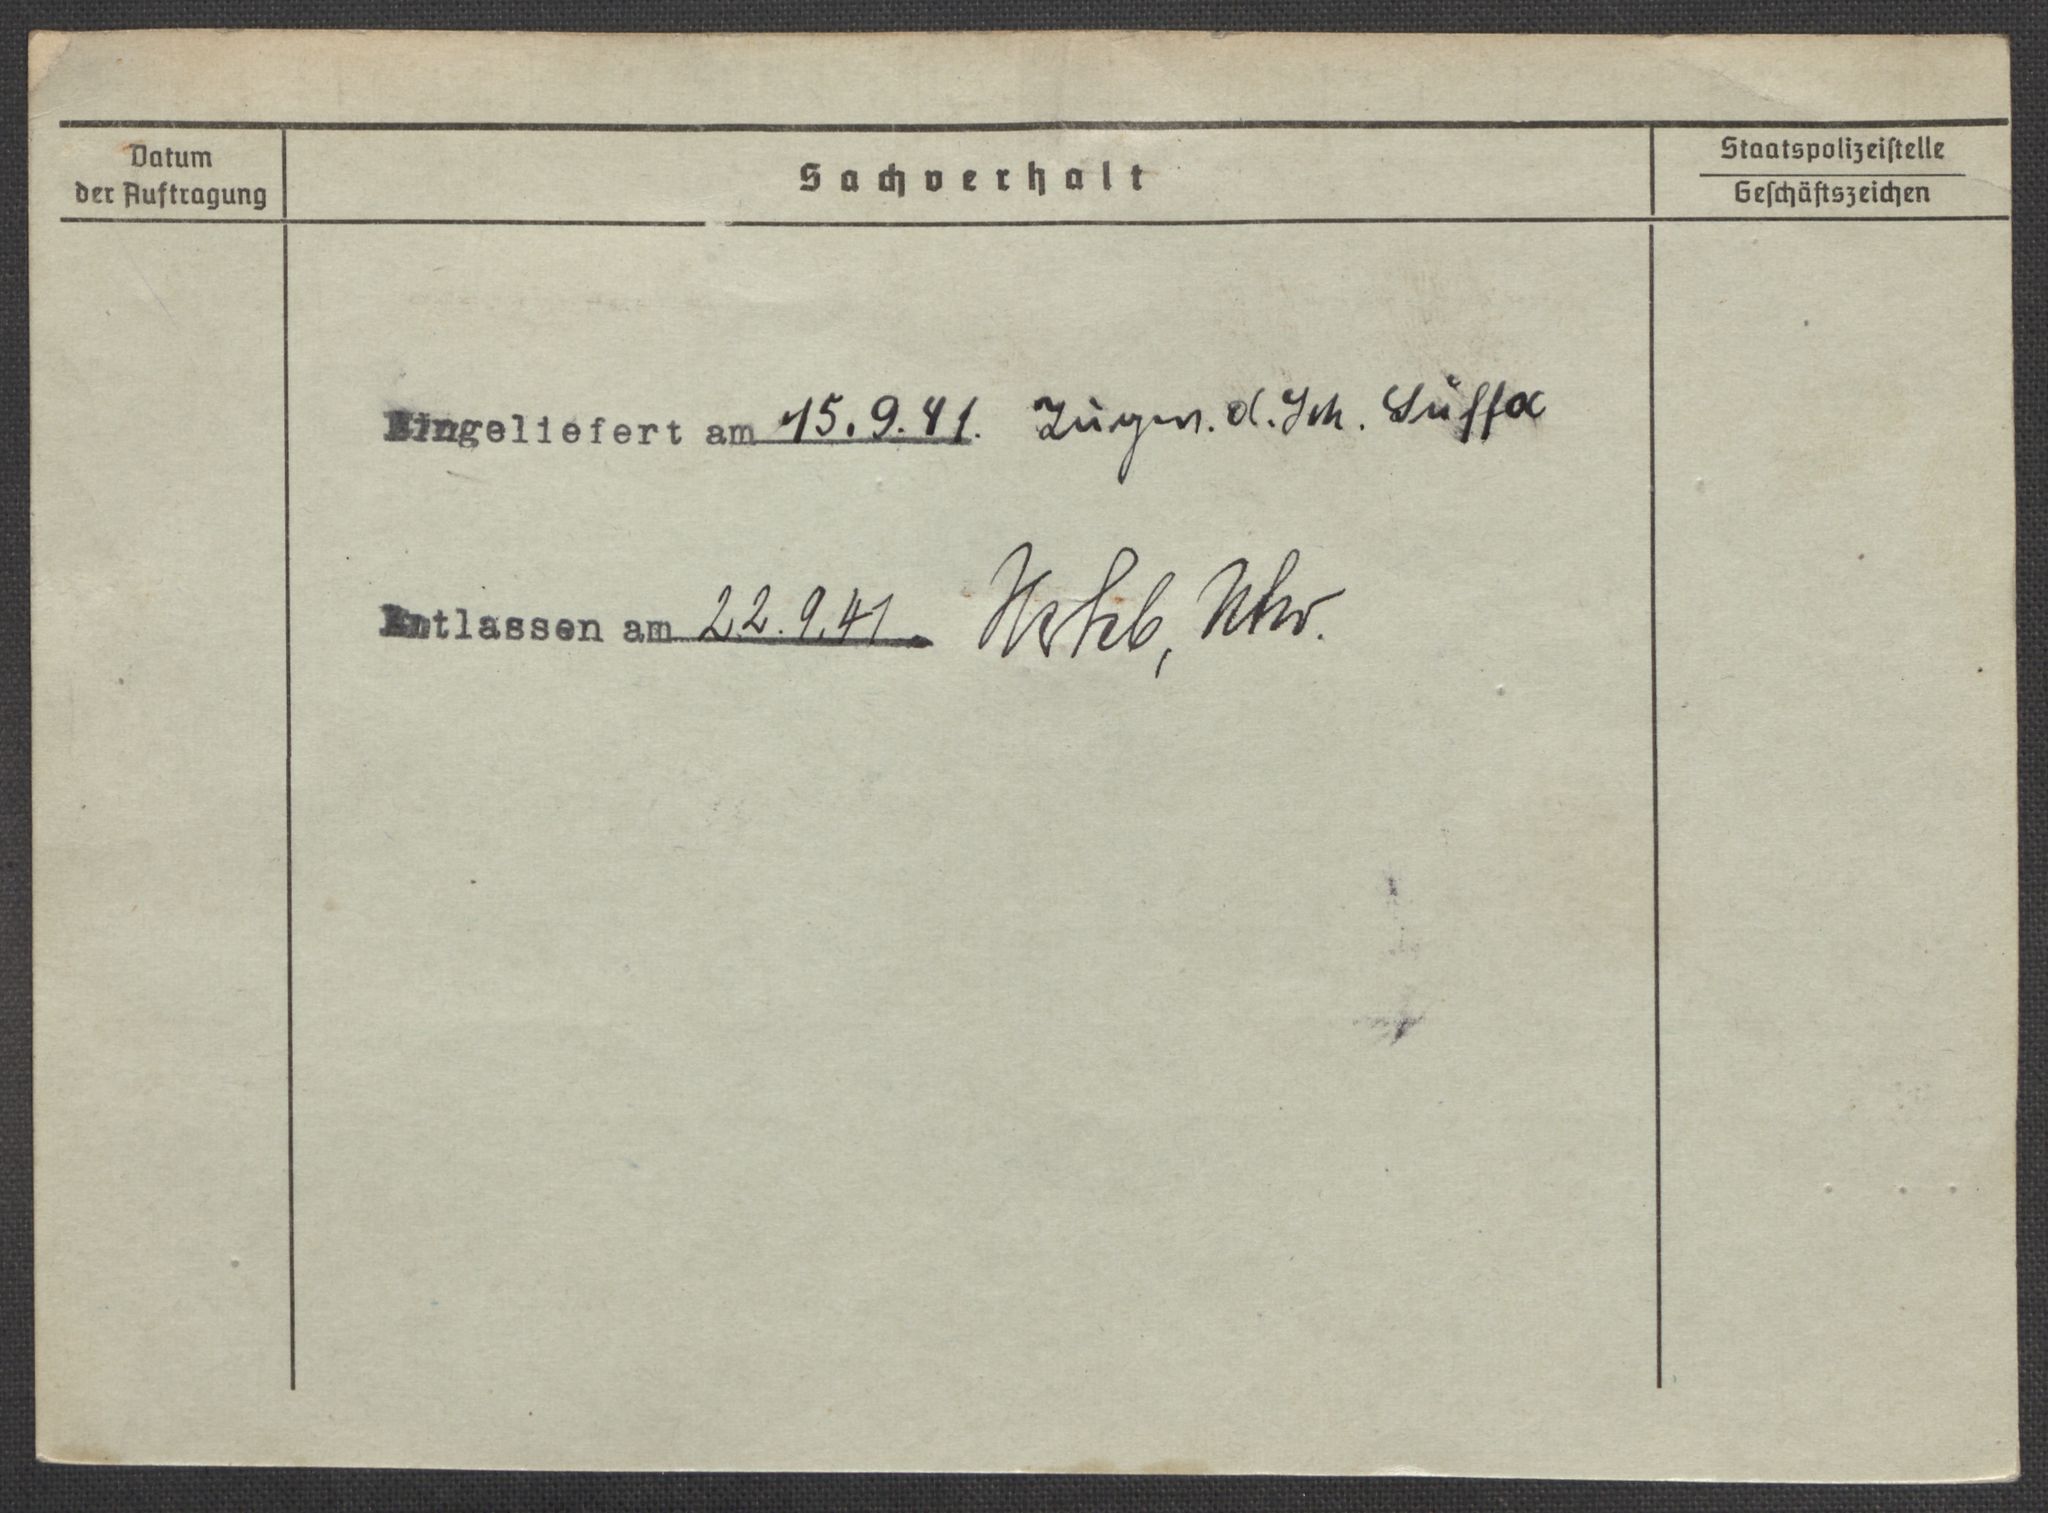 Datum
der Auftragung
Sachverhalt
Staatspolizeistelle
Geschäftszeichen
Eingeliefert am 15.9.41.
Entlassen am 22.9.41